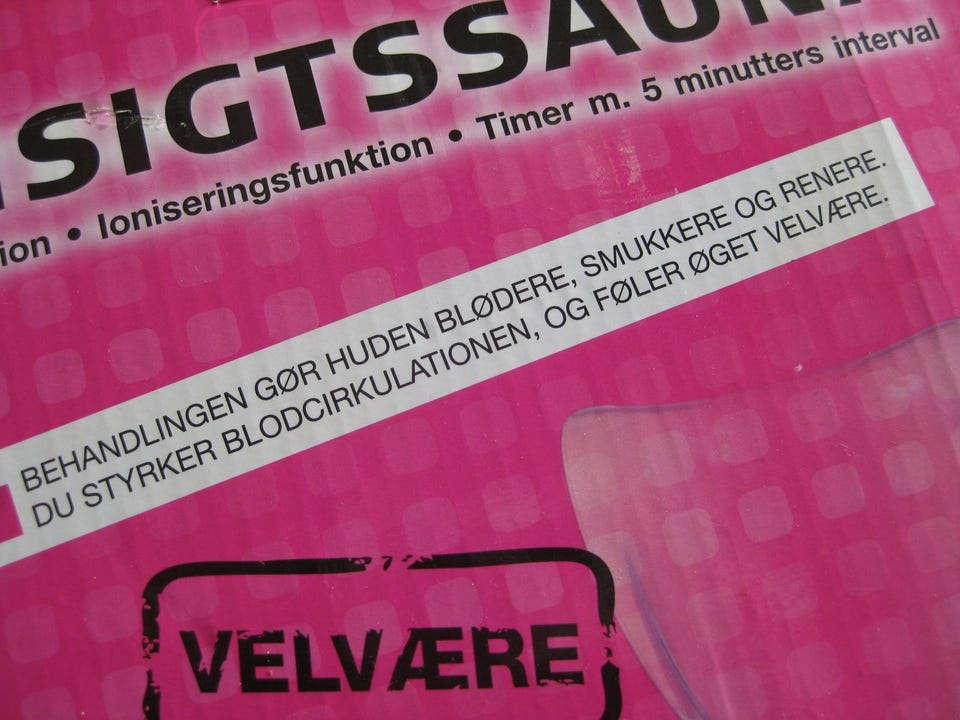 SIGTSSAUNA
ion • Ioniseringsfunktion • Timer m. 5 minutters interval
BEHANDLINGEN GØR HUDEN BLØDERE, SMUKKERE OG RENERE.
DU STYRKER BLODCIRKULATIONEN, OG FØLER ØGET VELVÆRE.
VELVÆRE